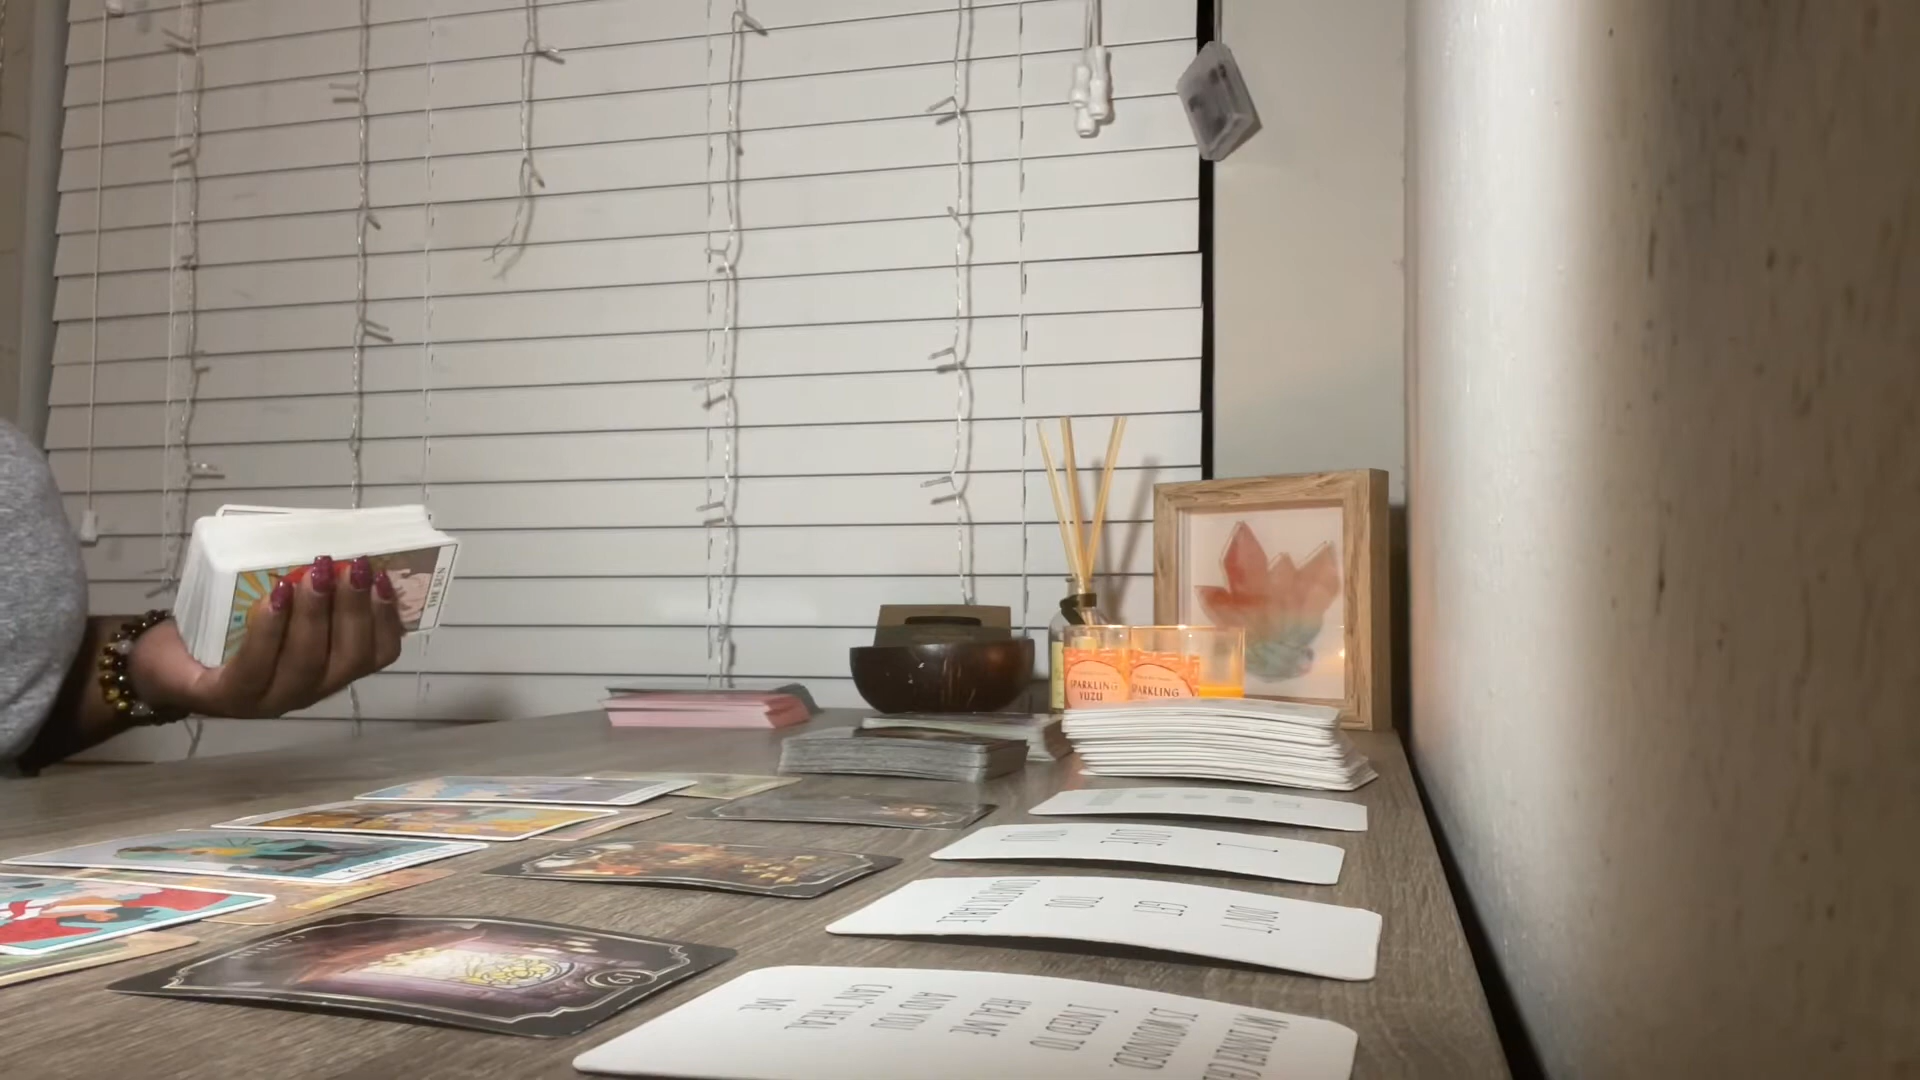 THE SUN
SPARKLING
YUZU
SPARKLING
I
LOVE
YOU
DON'T
GET
TOO
COMFORTABLE
MY INNER
IS WOUNDED.
I NEED TO
HEAL ME
AND YOU
CAN'T HEAL
ME
19